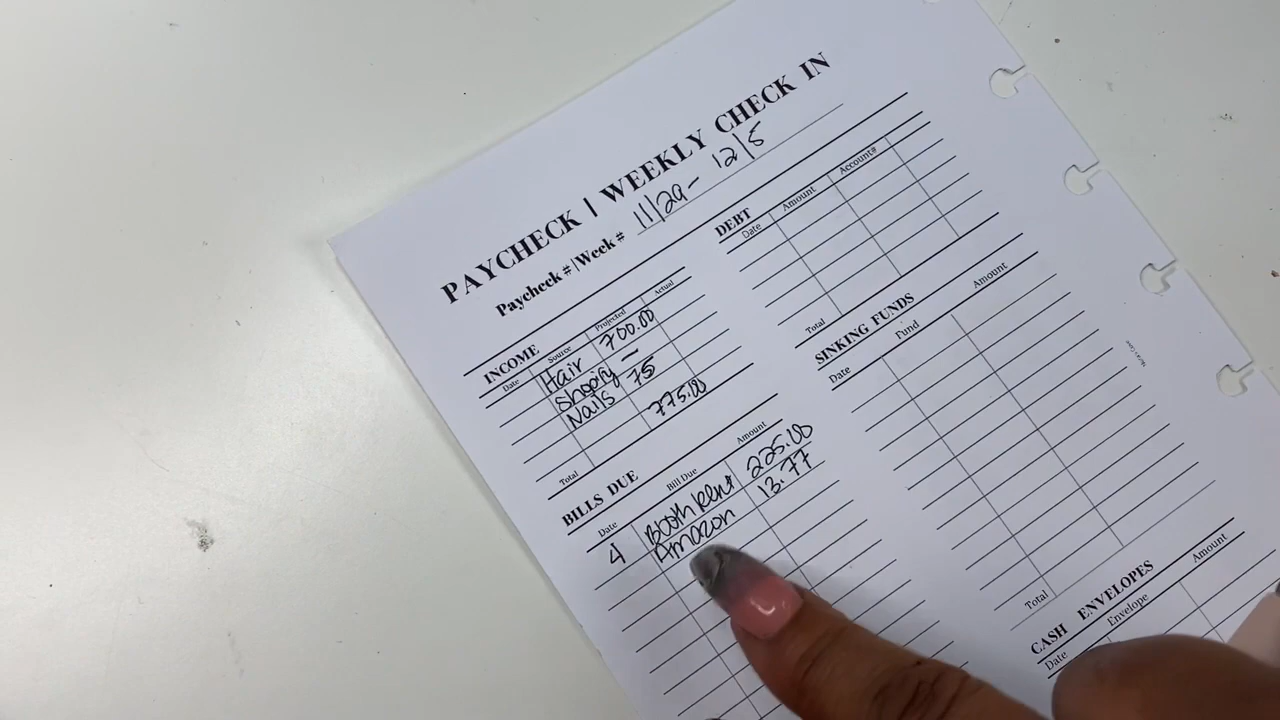 PAYCHECK | WEEKLY CHECK IN
Paycheck #|Week # 11/29 - 12/5
INCOME
Date Source Projected Actual
Hair 700.00
Shopify —
Nails 75
775.00
Total
BILLS DUE
Date Bill Due Amount
Booth Rent 225.00
4 Amazon 13.77
DEBT
Date Amount Account#
Total
SINKING FUNDS
Date Fund Amount
Total
CASH ENVELOPES
Date Envelope Amount